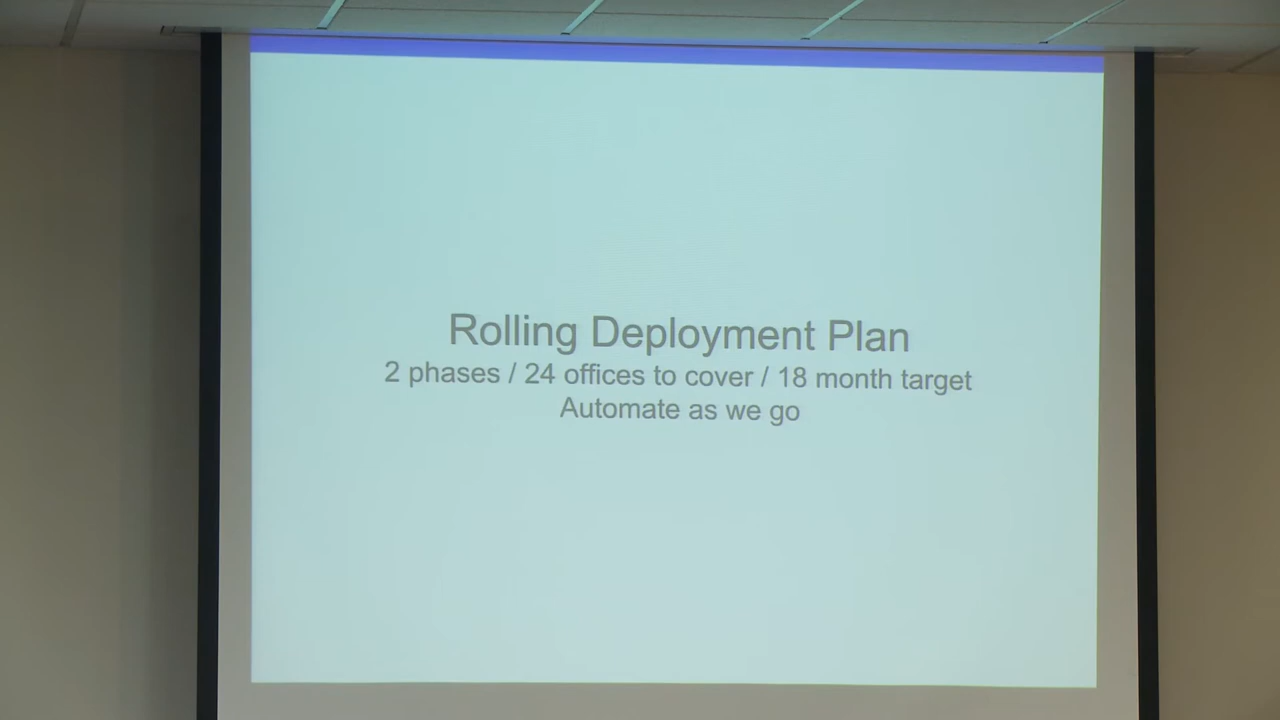 Rolling Deployment Plan
2 phases / 24 offices to cover / 18 month target
Automate as we go